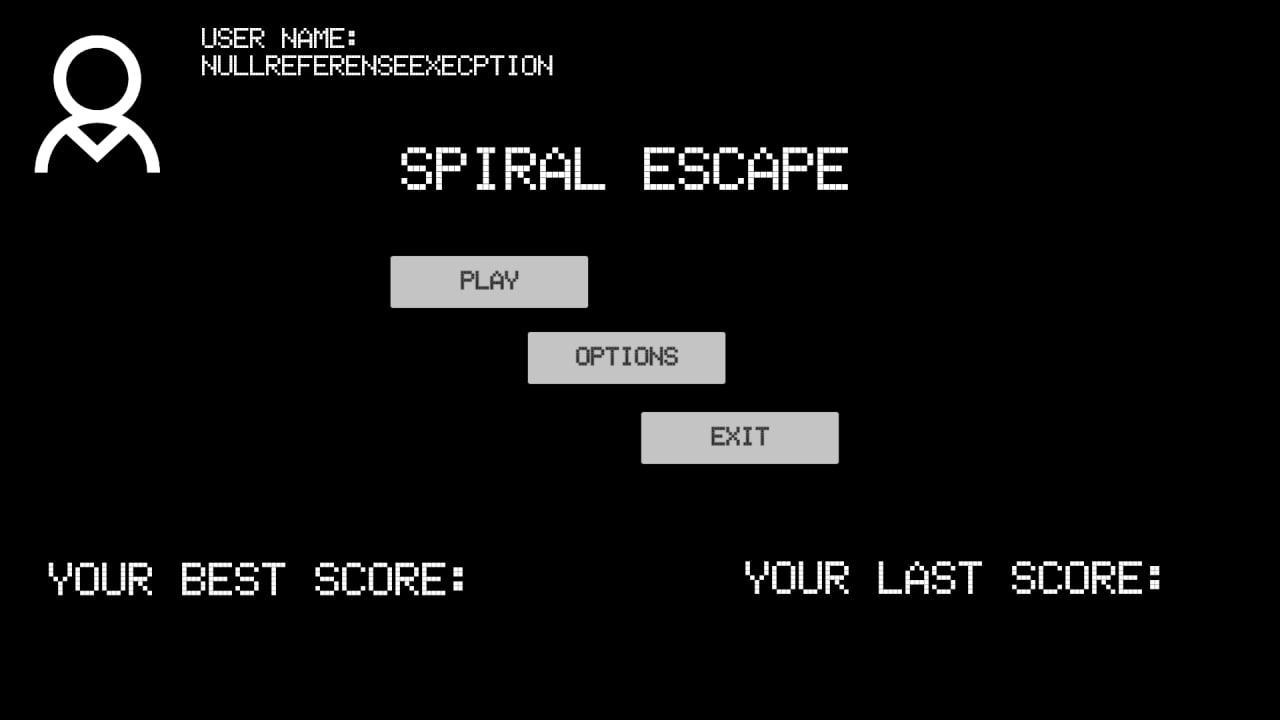 USER NAME:
NULLREFERENSEEXECPTION
SPIRAL ESCAPE
PLAY
OPTIONS
EXIT
YOUR BEST SCORE:
YOUR LAST SCORE: